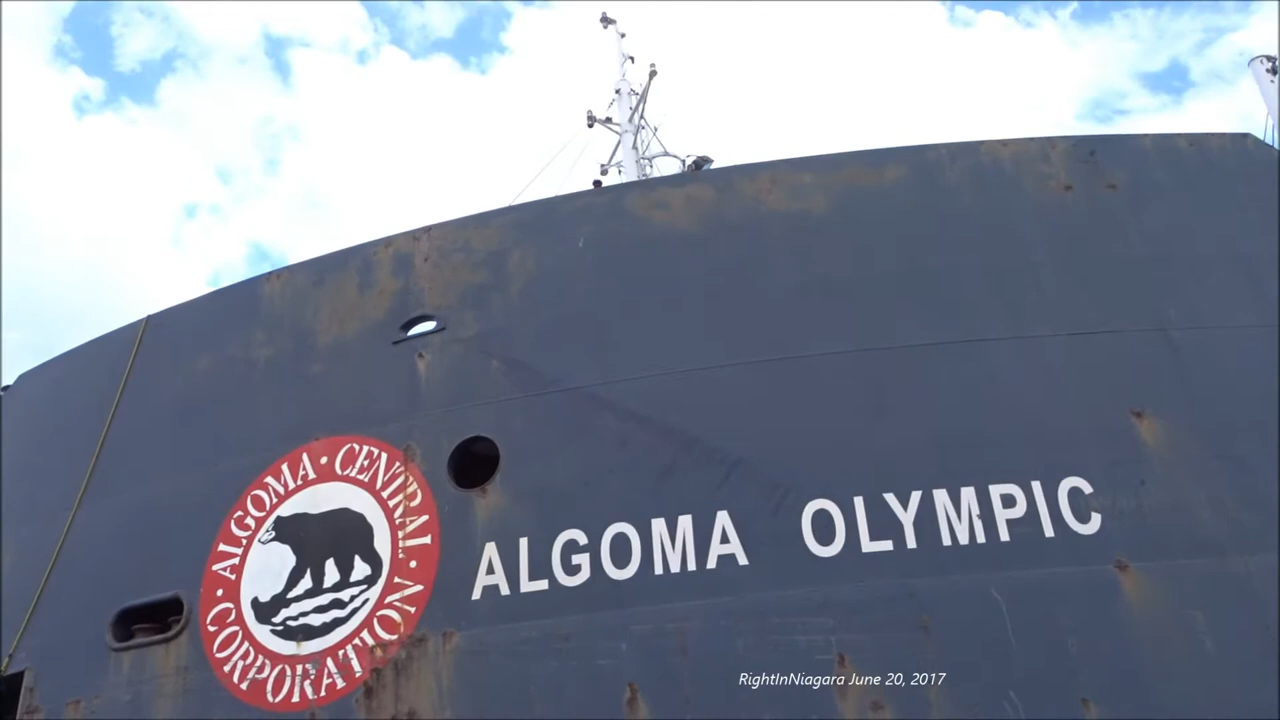 · ALGOMA · CENTRAL ·
CORPORATION
ALGOMA OLYMPIC
RightInNiagara June 20, 2017